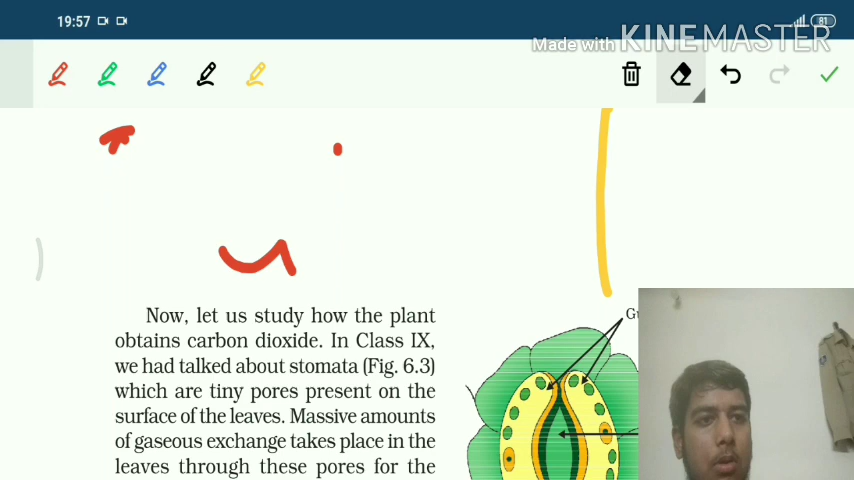 19:57
81
Made with KINEMASTER
Now, let us study how the plant
obtains carbon dioxide. In Class IX,
we had talked about stomata (Fig. 6.3)
which are tiny pores present on the
surface of the leaves. Massive amounts
of gaseous exchange takes place in the
leaves through these pores for the